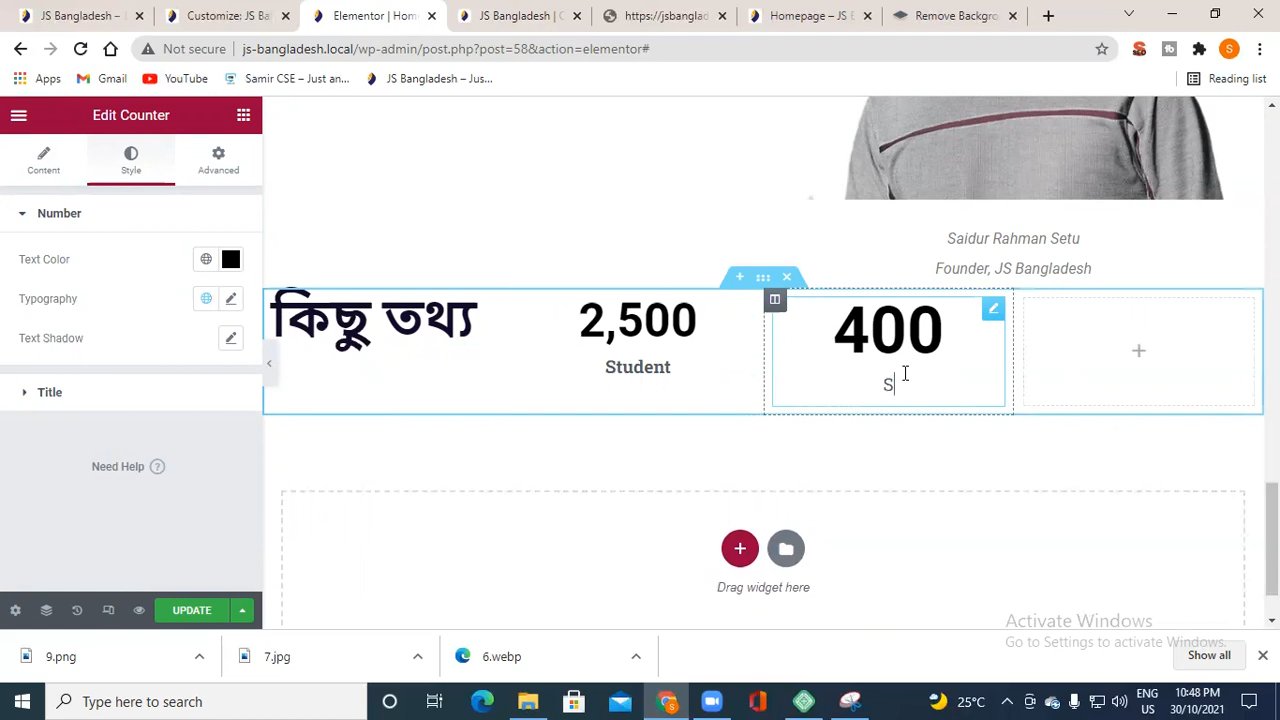 JS Bangladesh
Customize: JS Ba
Elementor | Hom
JS Bangladesh | C
https://jsbanglad
Homepage – JS B
Remove Backgro
Not secure
js-bangladesh.local/wp-admin/post.php?post=58&action=elementor#
Apps
Gmail
YouTube
Samir CSE – Just an...
JS Bangladesh – Jus...
Reading list
Edit Counter
Content
Style
Advanced
Number
Text Color
Typography
Text Shadow
Title
Need Help
UPDATE
Saidur Rahman Setu
Founder, JS Bangladesh
কিছু তথ্য
2,500
Student
400
S
Drag widget here
Activate Windows
Go to Settings to activate Windows.
9.png
7.jpg
6.webp
Show all
Type here to search
25°C
ENG
US
10:48 PM
30/10/2021